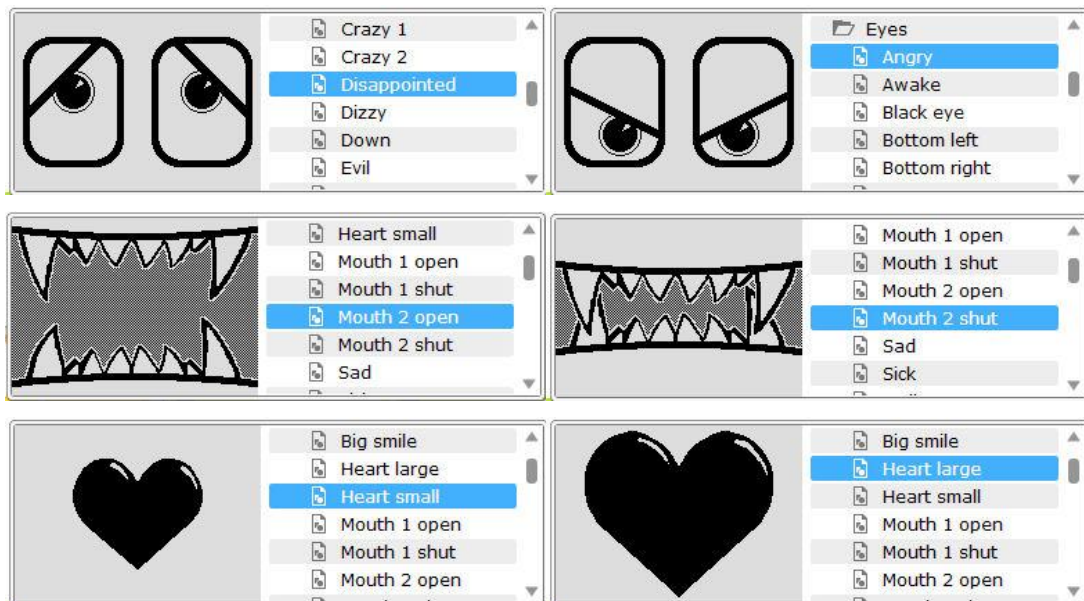 Crazy 1
Crazy 2
Disappointed
Dizzy
Down
Evil
Eyes
Angry
Awake
Black eye
Bottom left
Bottom right
Heart small
Mouth 1 open
Mouth 1 shut
Mouth 2 open
Mouth 2 shut
Sad
Mouth 1 open
Mouth 1 shut
Mouth 2 open
Mouth 2 shut
Sad
Sick
Big smile
Heart large
Heart small
Mouth 1 open
Mouth 1 shut
Mouth 2 open
Big smile
Heart large
Heart small
Mouth 1 open
Mouth 1 shut
Mouth 2 open